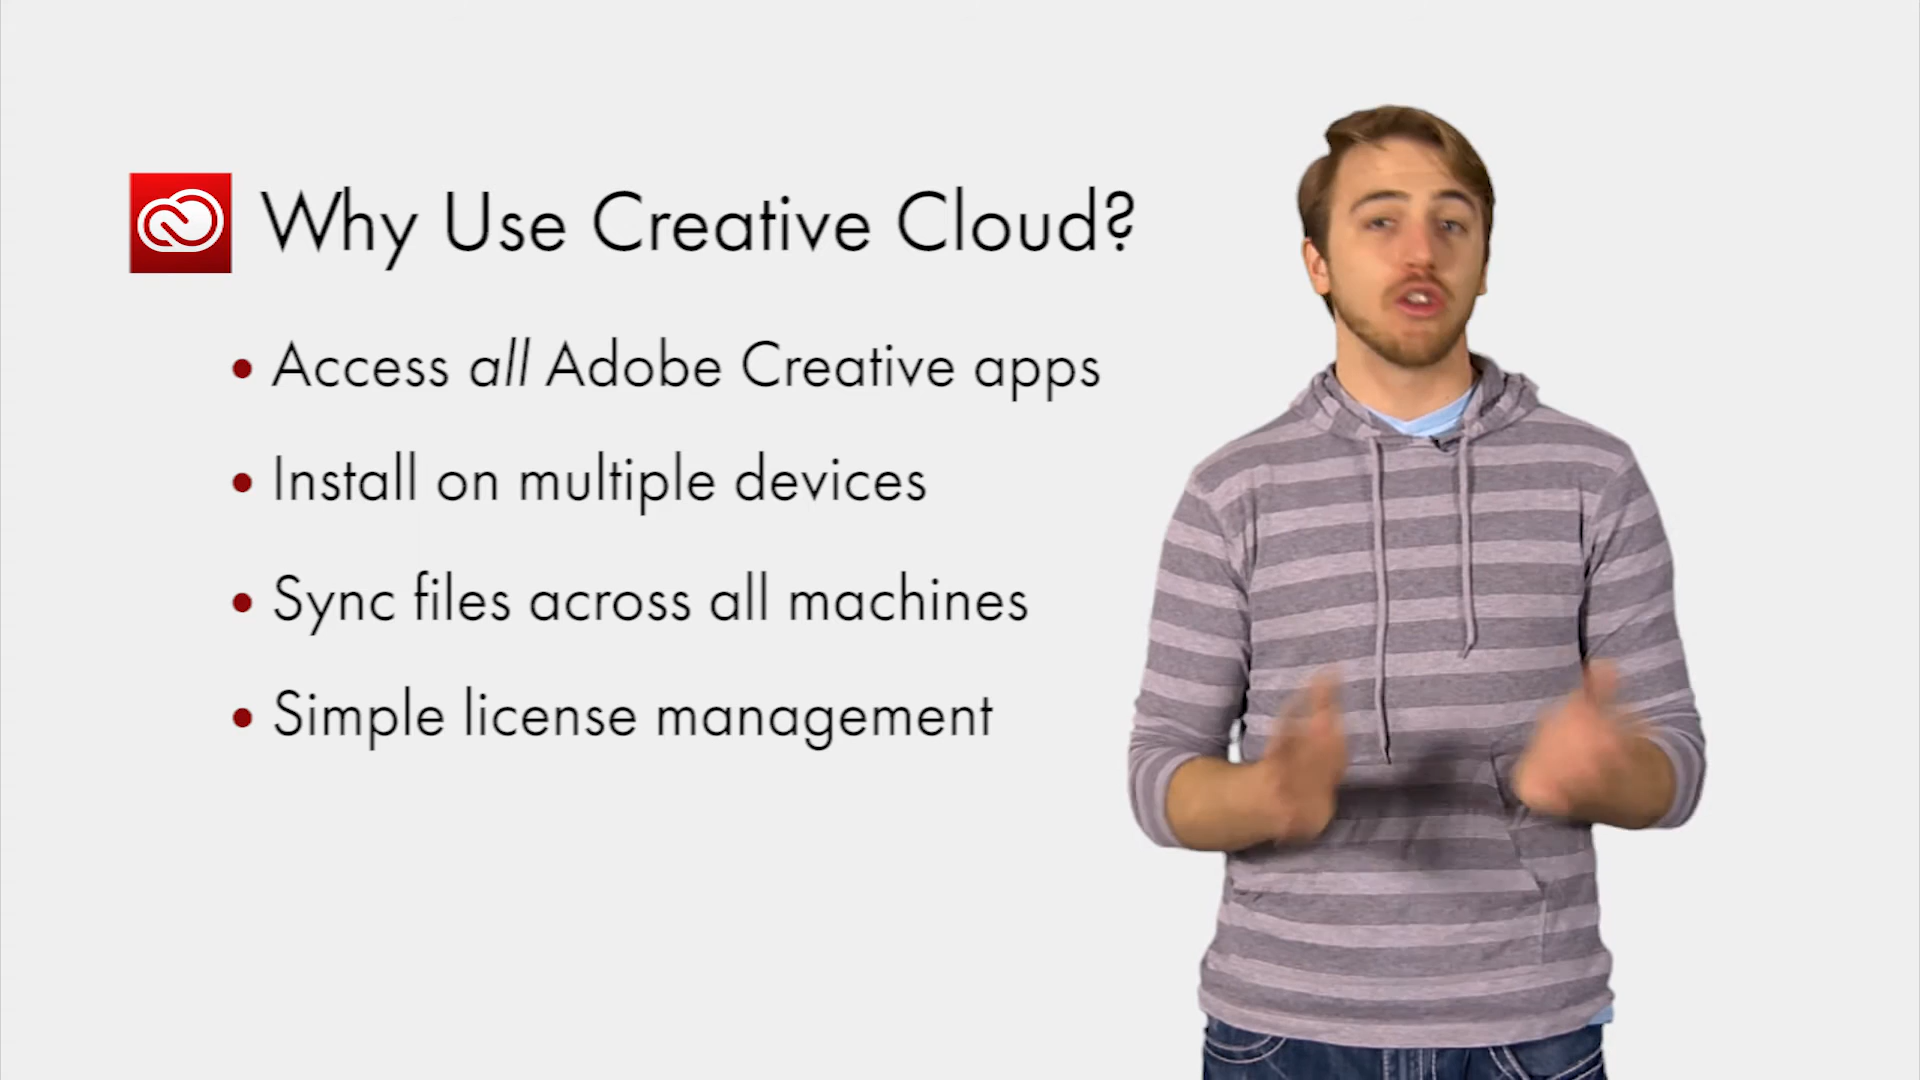 Why Use Creative Cloud?
• Access all Adobe Creative apps
• Install on multiple devices
• Sync files across all machines
• Simple license management